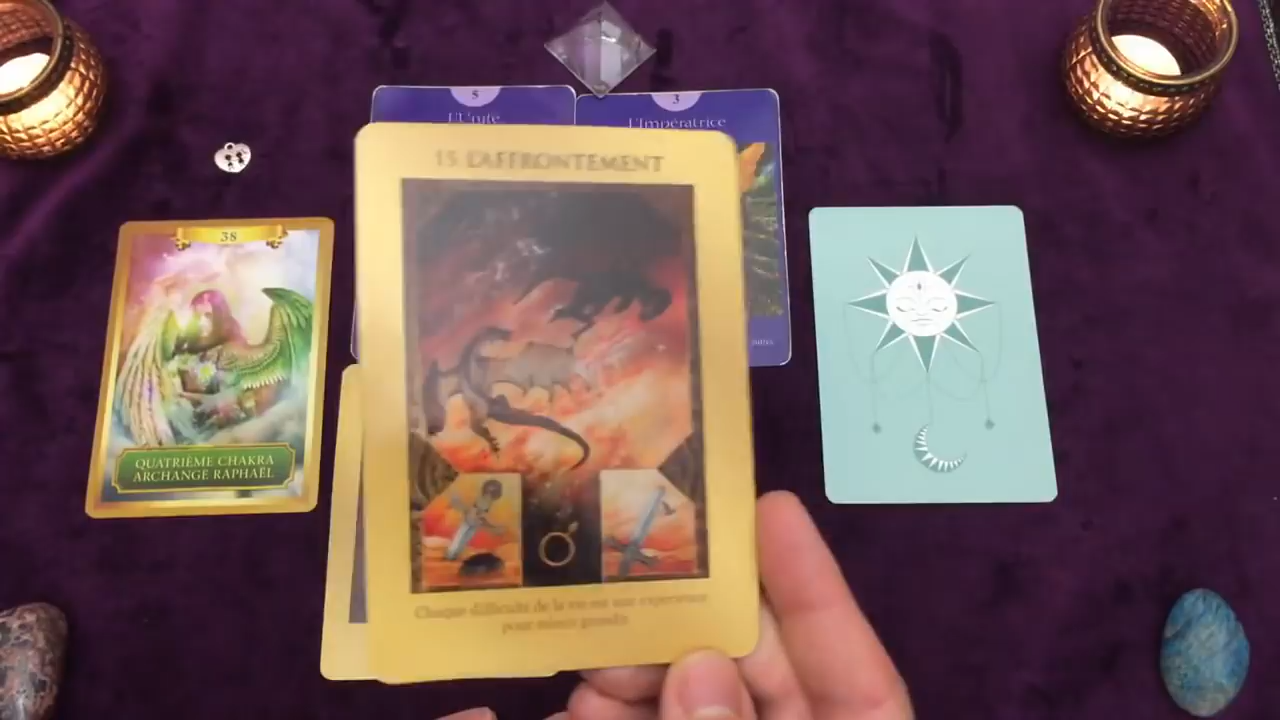 5
L'Unité
3
L'Impératrice
15 L'AFFRONTEMENT
38
QUATRIÈME CHAKRA
ARCHANGE RAPHAËL
Chaque difficulté de la vie est une expérience
pour mieux grandir